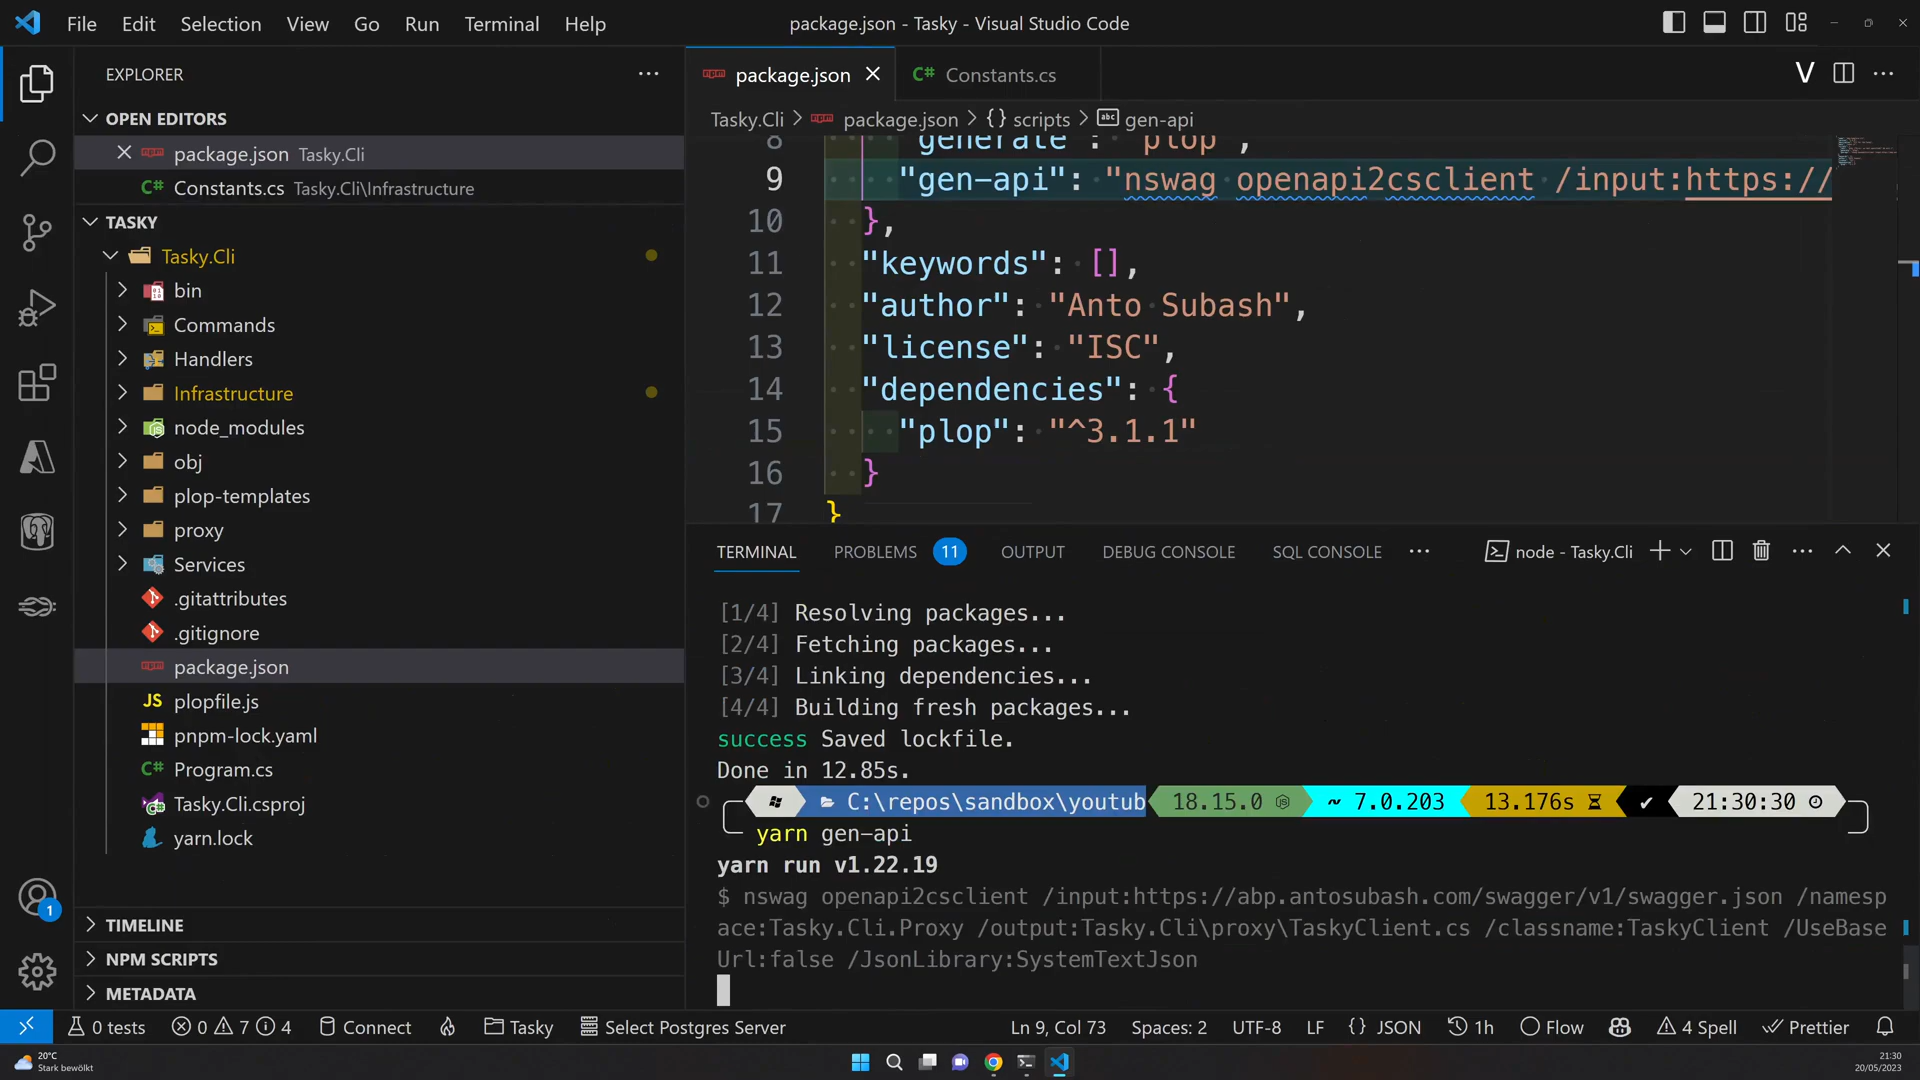 File Edit Selection View Go Run Terminal Help
package.json - Tasky - Visual Studio Code
EXPLORER
OPEN EDITORS
package.json Tasky.Cli
Constants.cs Tasky.Cli\Infrastructure
TASKY
Tasky.Cli
bin
Commands
Handlers
Infrastructure
node_modules
obj
plop-templates
proxy
Services
.gitattributes
.gitignore
package.json
JS plopfile.js
pnpm-lock.yaml
C# Program.cs
Tasky.Cli.csproj
yarn.lock
TIMELINE
NPM SCRIPTS
METADATA
package.json
C# Constants.cs
Tasky.Cli > package.json > {} scripts > abc gen-api
8 "generate": "plop",
9 "gen-api": "nswag openapi2csclient /input:https://
10 },
11 "keywords": [],
12 "author": "Anto Subash",
13 "license": "ISC",
14 "dependencies": {
15 "plop": "^3.1.1"
16 }
17 }
TERMINAL PROBLEMS 11 OUTPUT DEBUG CONSOLE SQL CONSOLE
node - Tasky.Cli
[1/4] Resolving packages...
[2/4] Fetching packages...
[3/4] Linking dependencies...
[4/4] Building fresh packages...
success Saved lockfile.
Done in 12.85s.
C:\repos\sandbox\youtub 18.15.0 7.0.203 13.176s 21:30:30
yarn gen-api
yarn run v1.22.19
$ nswag openapi2csclient /input:https://abp.antosubash.com/swagger/v1/swagger.json /namesp
ace:Tasky.Cli.Proxy /output:Tasky.Cli\proxy\TaskyClient.cs /classname:TaskyClient /UseBase
Url:false /JsonLibrary:SystemTextJson
1
0 tests 0 7 4 Connect Tasky Select Postgres Server
Ln 9, Col 73 Spaces: 2 UTF-8 LF {} JSON 1h Flow 4 Spell Prettier
20°C
Stark bewölkt
21:30
20/05/2023